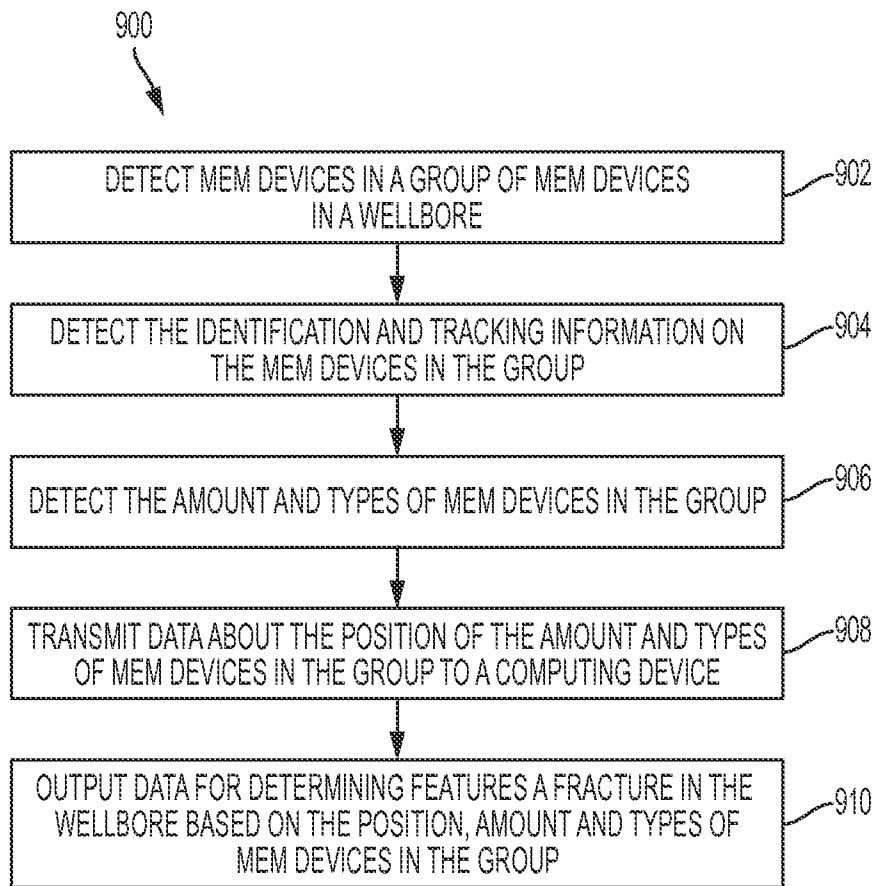 900
DETECT MEM DEVICES IN A GROUP OF MEM DEVICES
IN A WELLBORE
902
DETECT THE IDENTIFICATION AND TRACKING INFORMATION ON
THE MEM DEVICES IN THE GROUP
904
DETECT THE AMOUNT AND TYPES OF MEM DEVICES IN THE GROUP
906
TRANSMIT DATA ABOUT THE POSITION OF THE AMOUNT AND TYPES
OF MEM DEVICES IN THE GROUP TO A COMPUTING DEVICE
908
OUTPUT DATA FOR DETERMINING FEATURES A FRACTURE IN THE
WELLBORE BASED ON THE POSITION, AMOUNT AND TYPES OF
MEM DEVICES IN THE GROUP
910